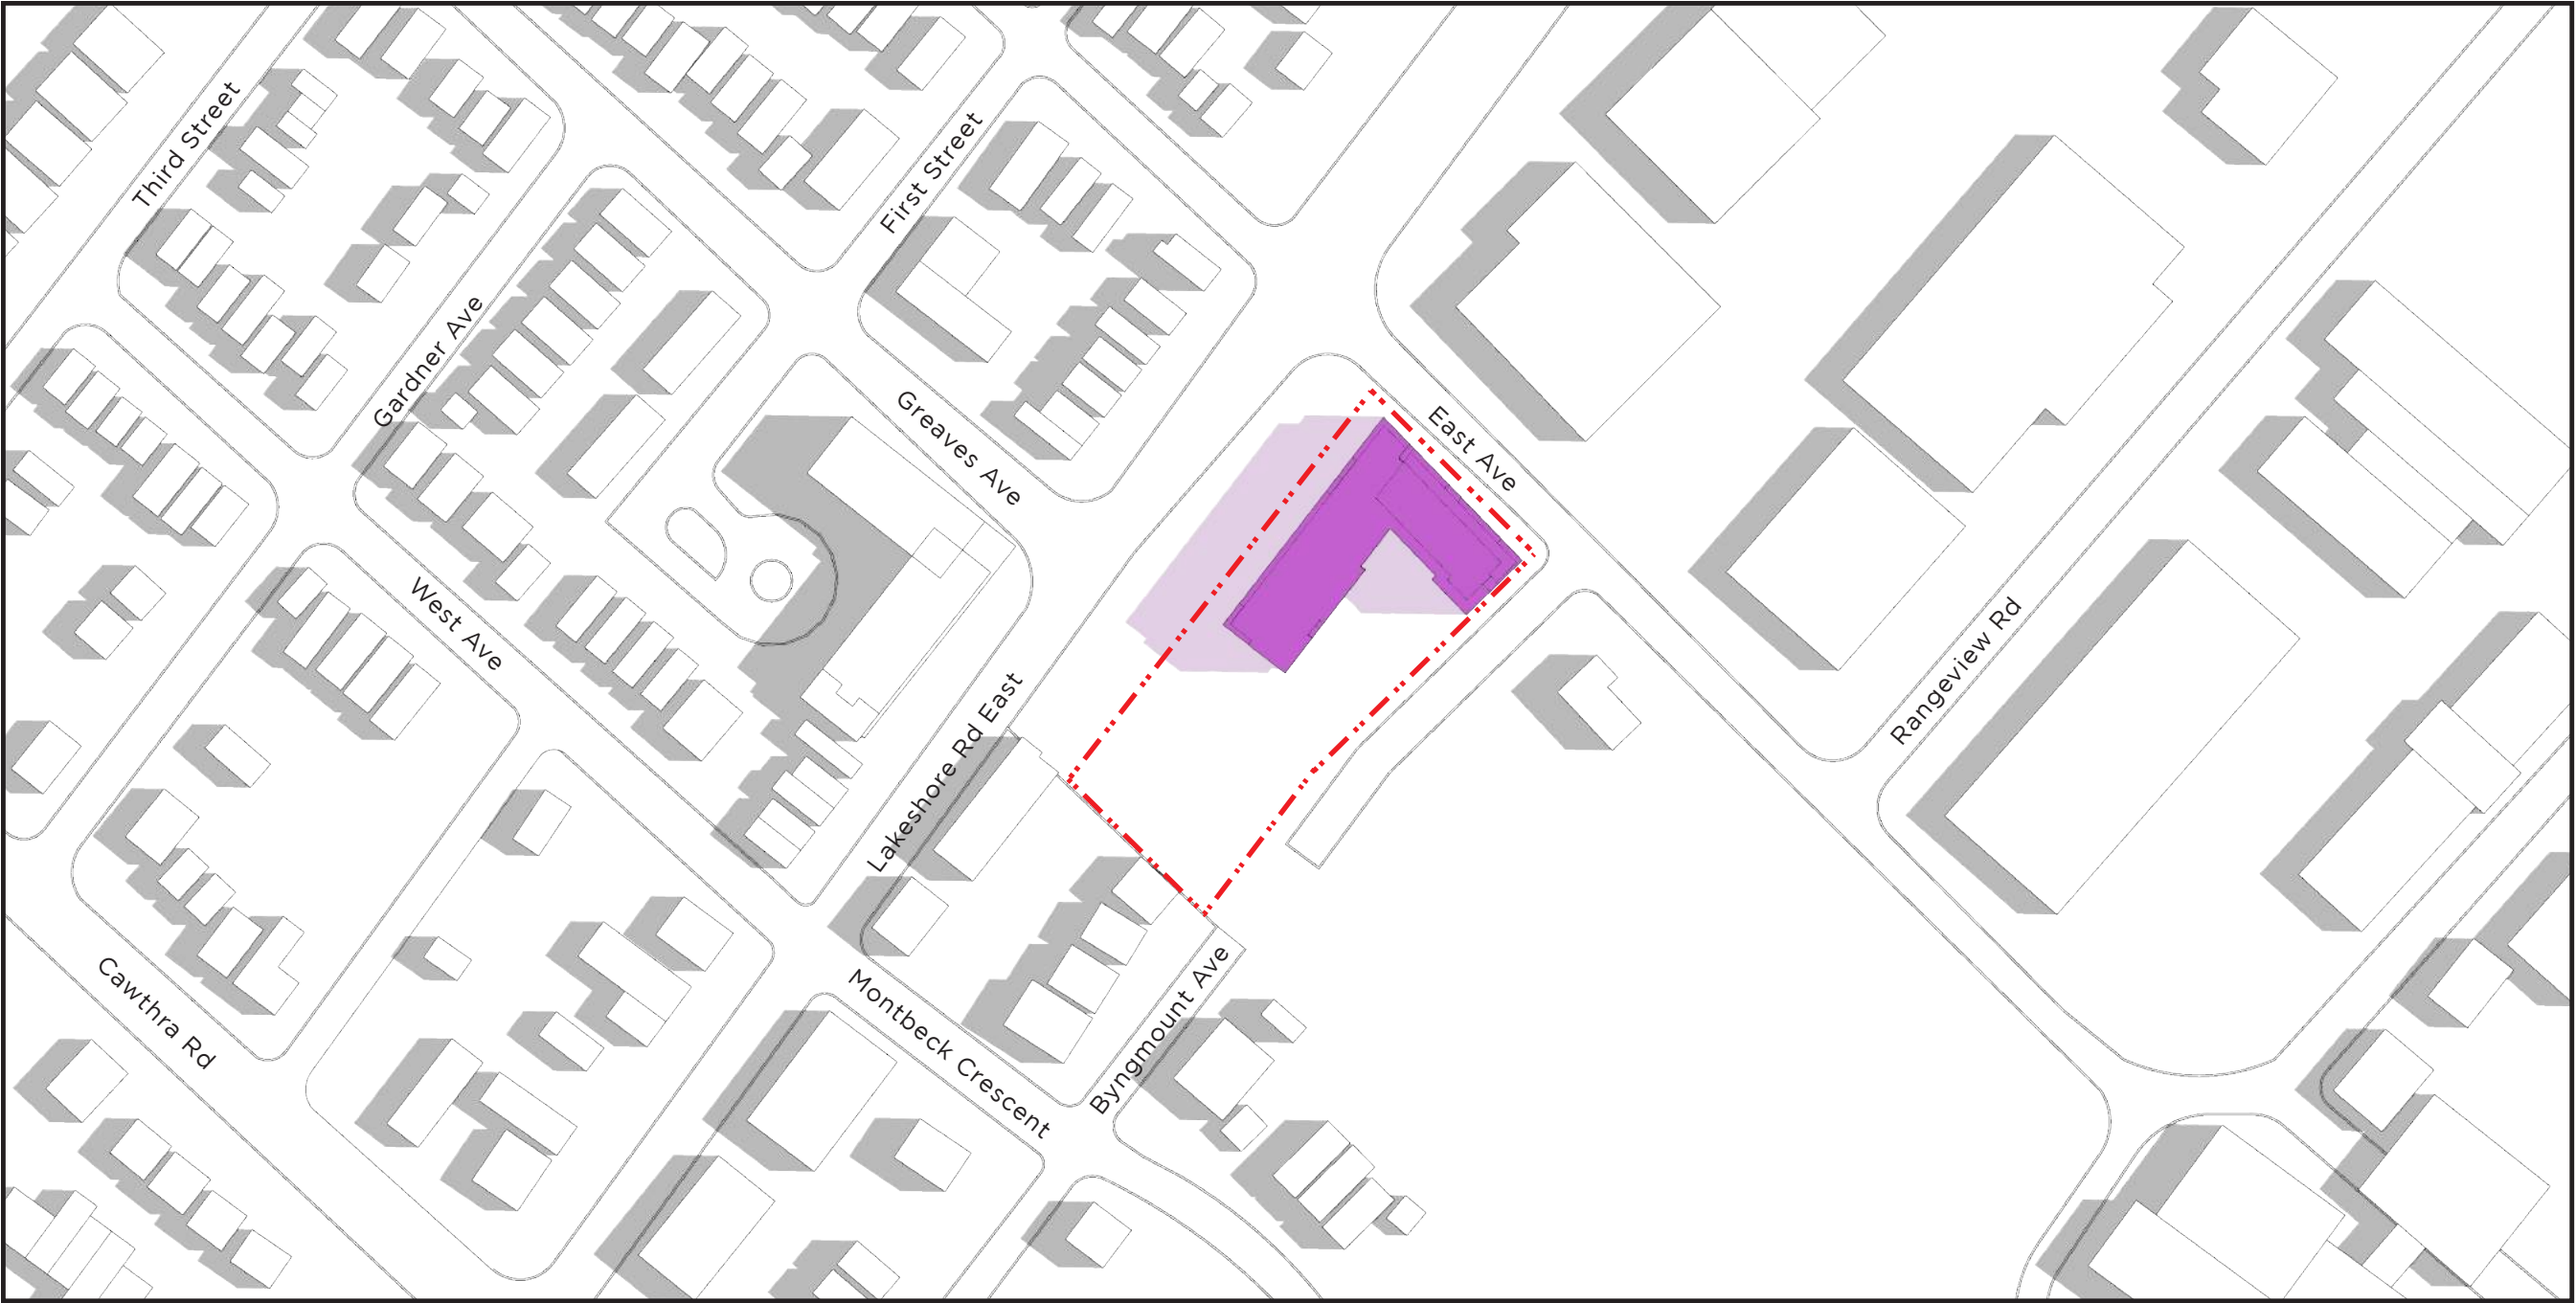 Third Street
First Street
Gardner Ave
Greaves Ave
East Ave
West Ave
Rangeview Rd
Lakeshore Rd East
Cawthra Rd
Montbeck Crescent
Byngmount Ave